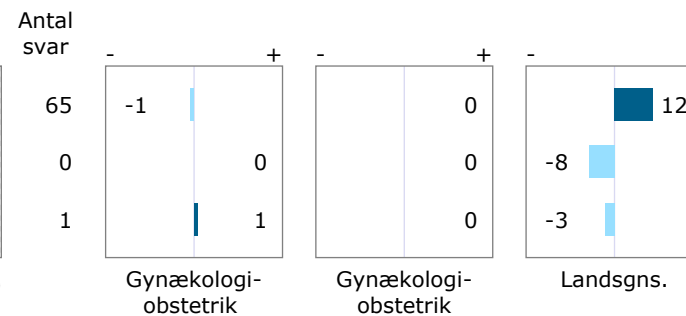 Antal
svar
- + - + -
65 -1 0 12
0 0 0 -8
1 1 0 -3
Gynækologi-
obstetrik
Gynækologi-
obstetrik
Landsgns.